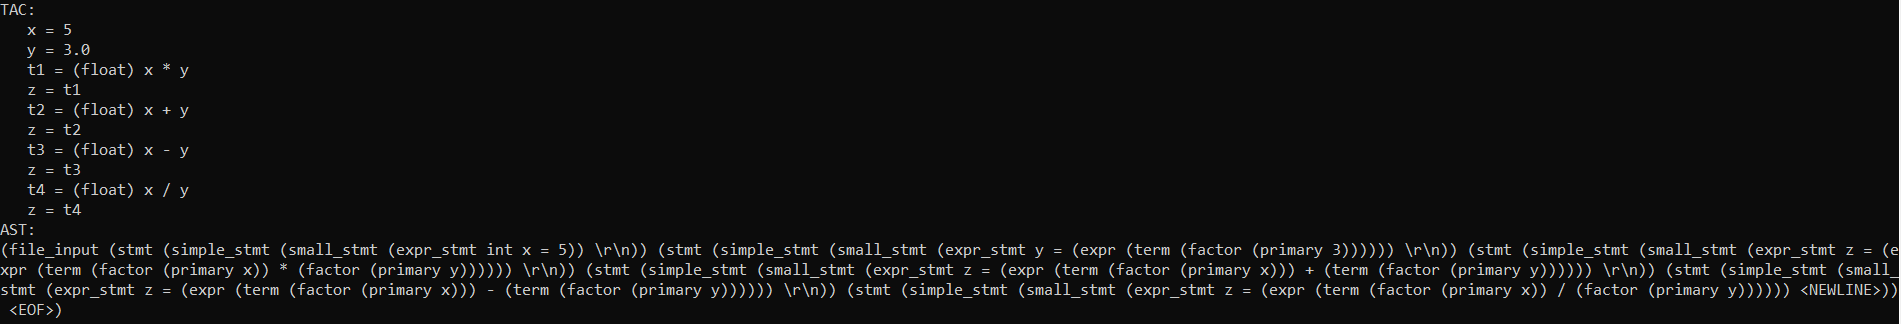 TAC:
   x = 5
   y = 3.0
   t1 = (float) x * y
   z = t1
   t2 = (float) x + y
   z = t2
   t3 = (float) x - y
   z = t3
   t4 = (float) x / y
   z = t4
AST:
(file_input (stmt (simple_stmt (small_stmt (expr_stmt int x = 5)) \r\n)) (stmt (simple_stmt (small_stmt (expr_stmt y = (expr (term (factor (primary 3)))))) \r\n)) (stmt (simple_stmt (small_stmt (expr_stmt z = (e
xpr (term (factor (primary x)) * (factor (primary y)))))) \r\n)) (stmt (simple_stmt (small_stmt (expr_stmt z = (expr (term (factor (primary x))) + (term (factor (primary y)))))) \r\n)) (stmt (simple_stmt (small_
stmt (expr_stmt z = (expr (term (factor (primary x))) - (term (factor (primary y)))))) \r\n)) (stmt (simple_stmt (small_stmt (expr_stmt z = (expr (term (factor (primary x)) / (factor (primary y)))))) <NEWLINE>))
 <EOF>)